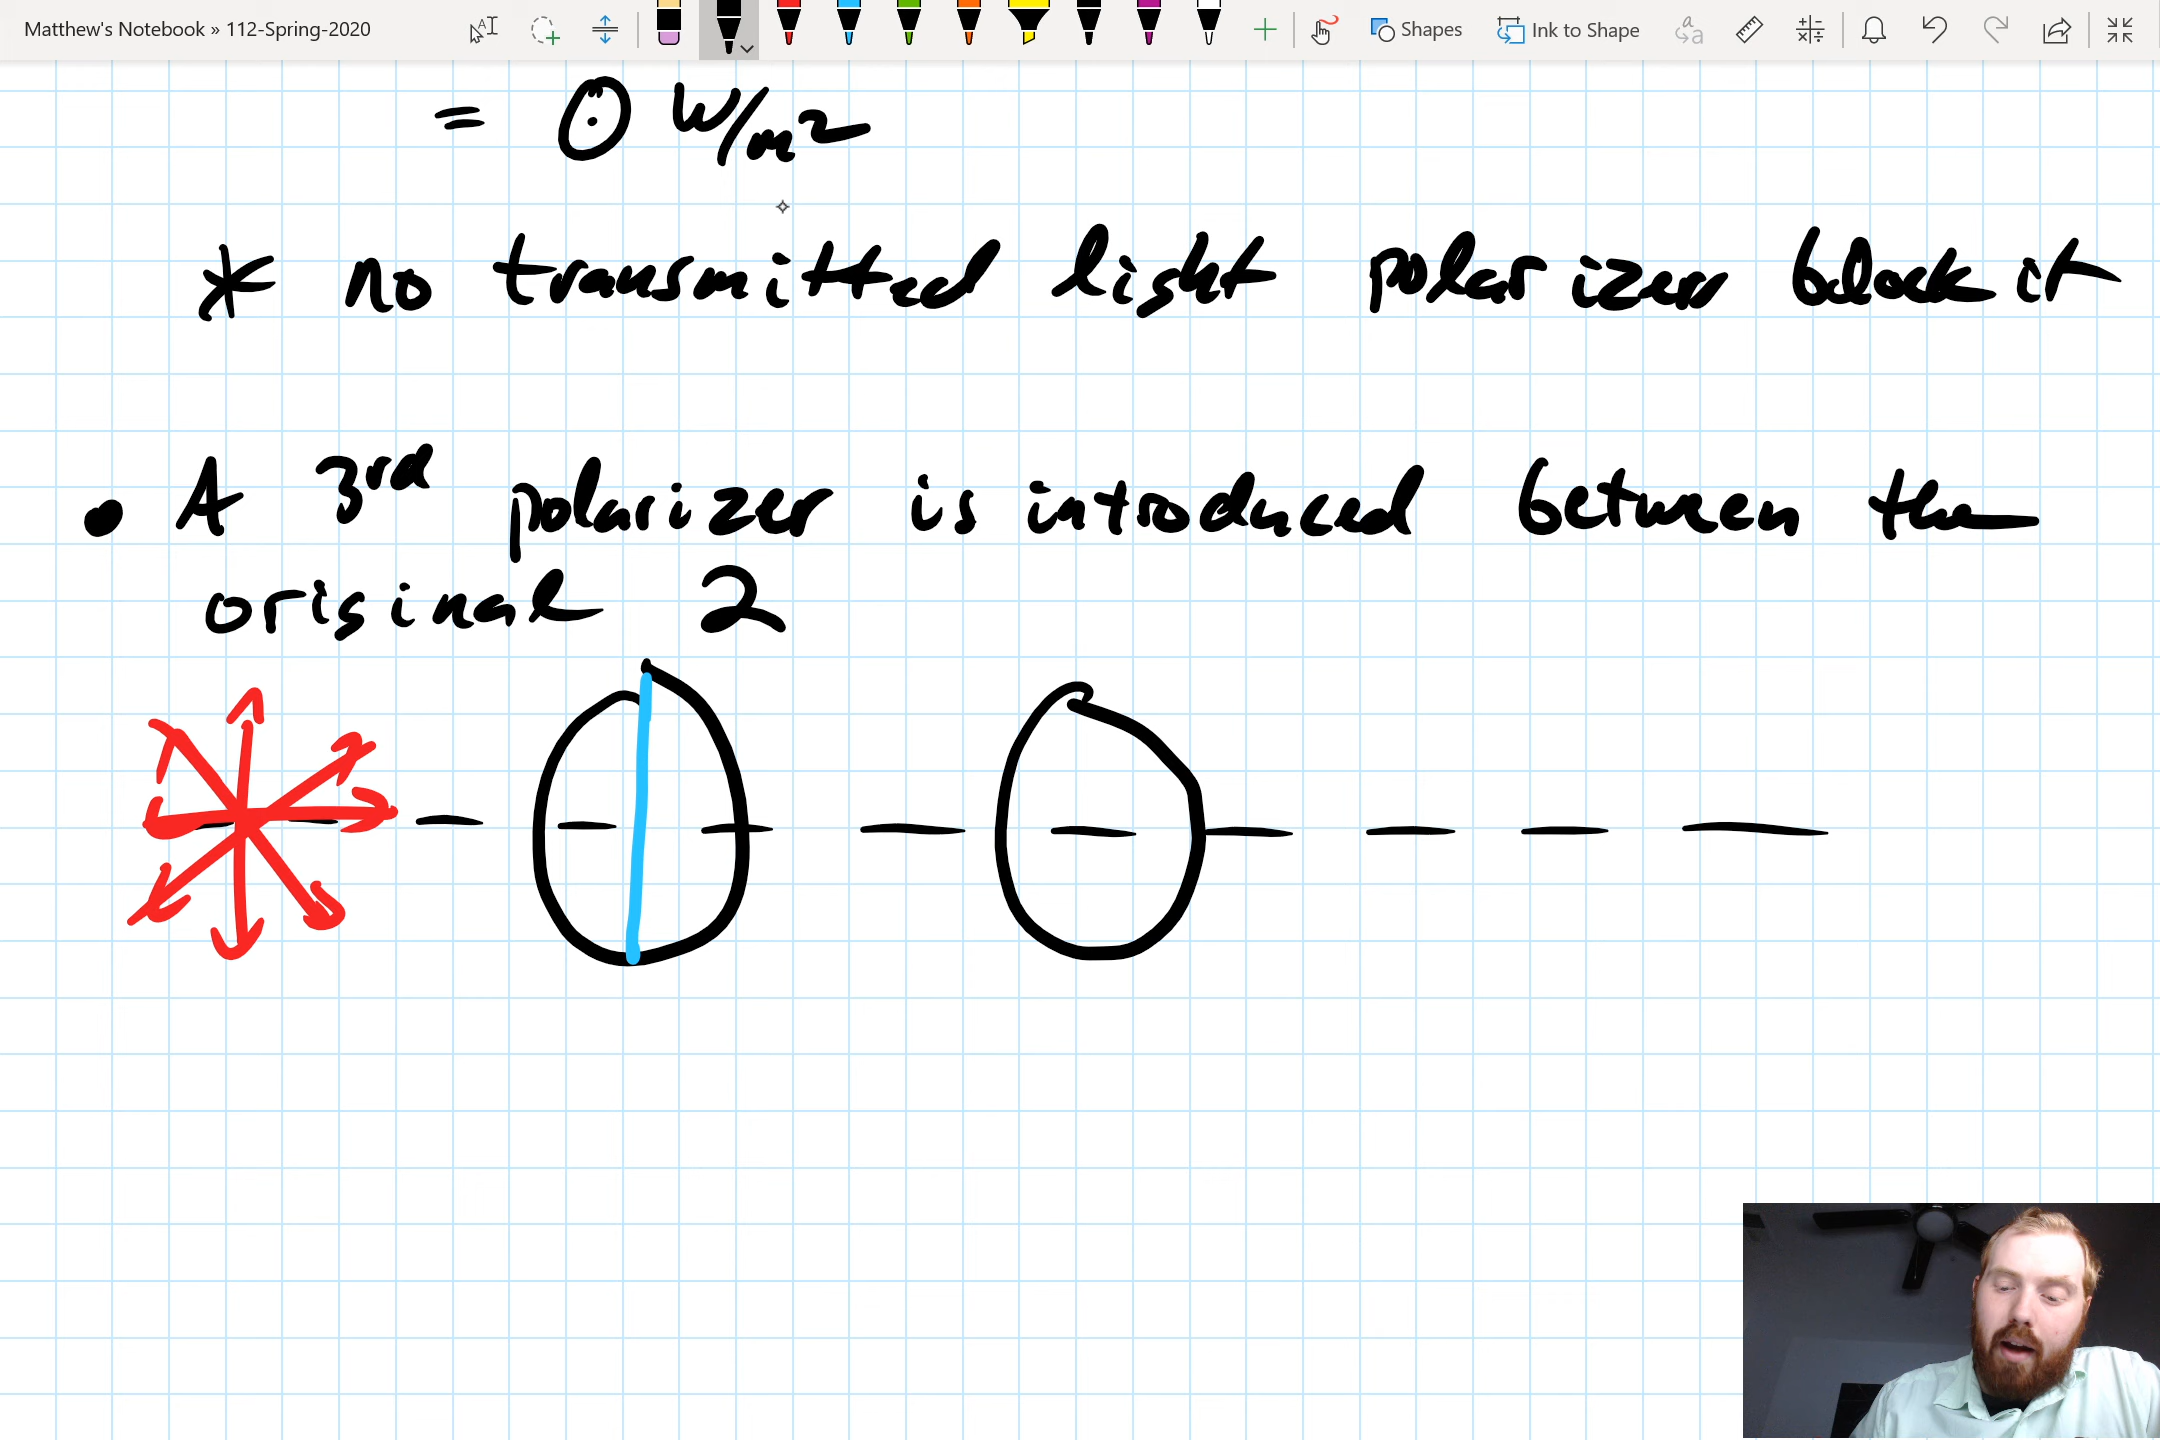 Matthew's Notebook » 112-Spring-2020
Shapes
Ink to Shape
= 0 W/m²
* no transmitted light polarizers block it
• A 3rd polarizer is introduced between the
original 2